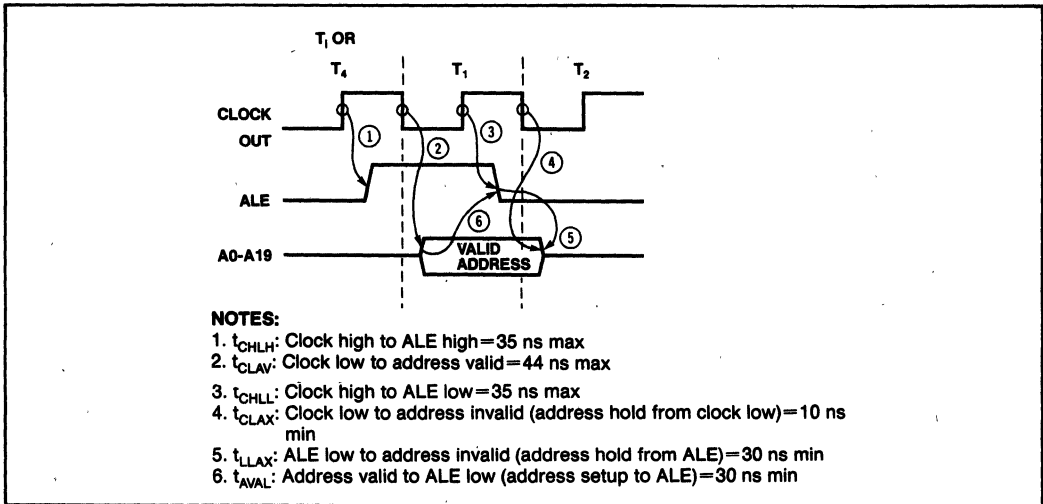 TI OR
T4
T1
T2
CLOCK
OUT
1
2
3
4
ALE
6
5
A0-A19
VALID
ADDRESS
NOTES:
1. tCHLH: Clock high to ALE high=35 ns max
2. tCLAV: Clock low to address valid=44 ns max
3. tCHLL: Clock high to ALE low=35 ns max
4. tCLAX: Clock low to address invalid (address hold from clock low)=10 ns
min
5. tLLAX: ALE low to address invalid (address hold from ALE)=30 ns min
6. tAVAL: Address valid to ALE low (address setup to ALE)=30 ns min